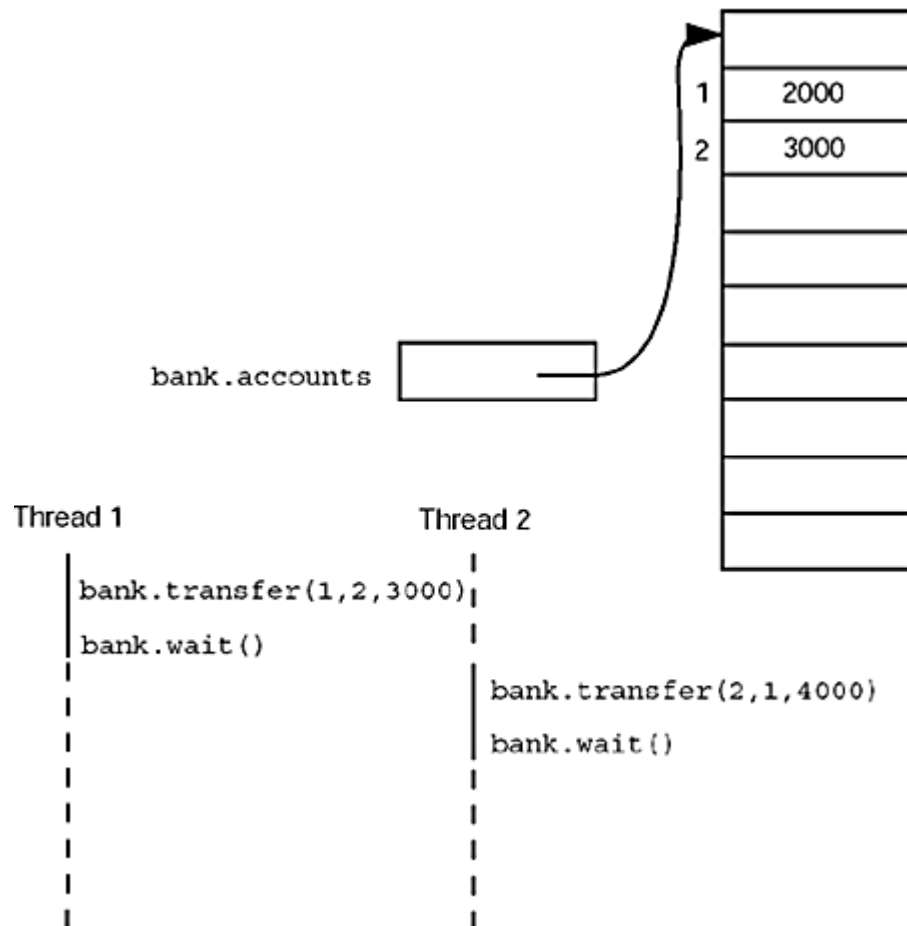 1 2000
2 3000
bank.accounts
Thread 1
Thread 2
bank.transfer(1,2,3000)
bank.wait()
bank.transfer(2,1,4000)
bank.wait()